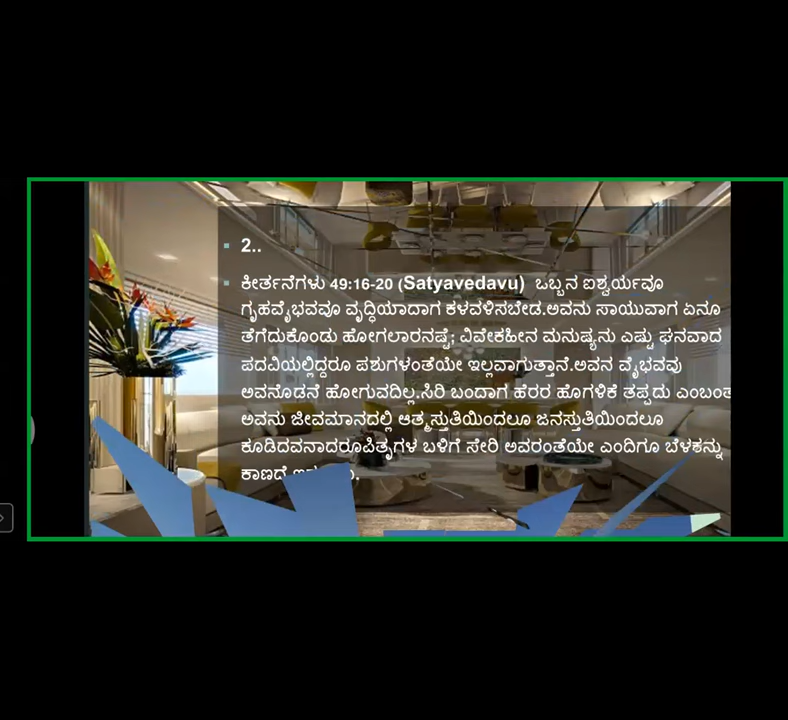 2..
ಕೀರ್ತನೆಗಳು 49:16-20 (Satyavedavu) ಒಬ್ಬನ ಐಶ್ವರ್ಯವೂ
ಗೃಹವೈಭವವೂ ವೃದ್ಧಿಯಾದಾಗ ಕಳವಳಿಸಬೇಡ.ಅವನು ಸಾಯುವಾಗ ಏನೂ
ತೆಗೆದುಕೊಂಡು ಹೋಗಲಾರನಷ್ಟೆ; ವಿವೇಕಹೀನ ಮನುಷ್ಯನು ಎಷ್ಟು ಘನವಾದ
ಪದವಿಯಲ್ಲಿದ್ದರೂ ಪಶುಗಳಂತೆಯೇ ಇಲ್ಲವಾಗುತ್ತಾನೆ.ಅವನ ವೈಭವವು
ಅವನೊಡನೆ ಹೋಗುವದಿಲ್ಲ.ಸಿರಿ ಬಂದಾಗ ಹೆರರ ಹೊಗಳಿಕೆ ತಪ್ಪದು ಎಂಬಂತ
ಅವನು ಜೀವಮಾನದಲ್ಲಿ ಆತ್ಮಸ್ತುತಿಯಿಂದಲೂ ಜನಸ್ತುತಿಯಿಂದಲೂ
ಕೂಡಿದವನಾದರೂಪಿತೃಗಳ ಬಳಿಗೆ ಸೇರಿ ಅವರಂತೆಯೇ ಎಂದಿಗೂ ಬೆಳಕನ್ನು
ಕಾಣದೆ